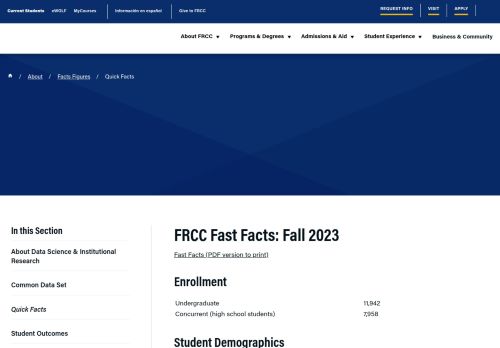 Current Students eWOLF MyCourses Información en español Give to FRCC REQUEST INFO VISIT APPLY
About FRCC Programs & Degrees Admissions & Aid Student Experience Business & Community
/ About / Facts Figures / Quick Facts
In this Section
About Data Science & Institutional
Research
Common Data Set
Quick Facts
Student Outcomes
FRCC Fast Facts: Fall 2023
Fast Facts (PDF version to print)
Enrollment
Undergraduate 11,942
Concurrent (high school students) 7,958
Student Demographics